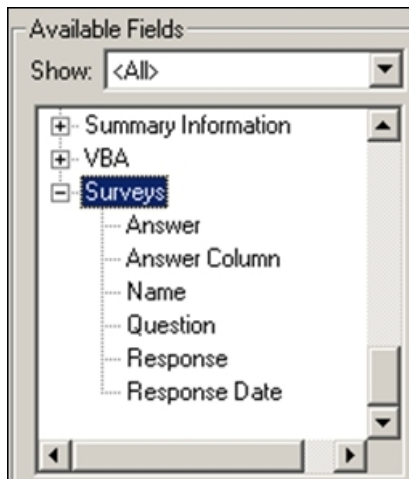 Available Fields
Show: <All>
Summary Information
VBA
Surveys
Answer
Answer Column
Name
Question
Response
Response Date